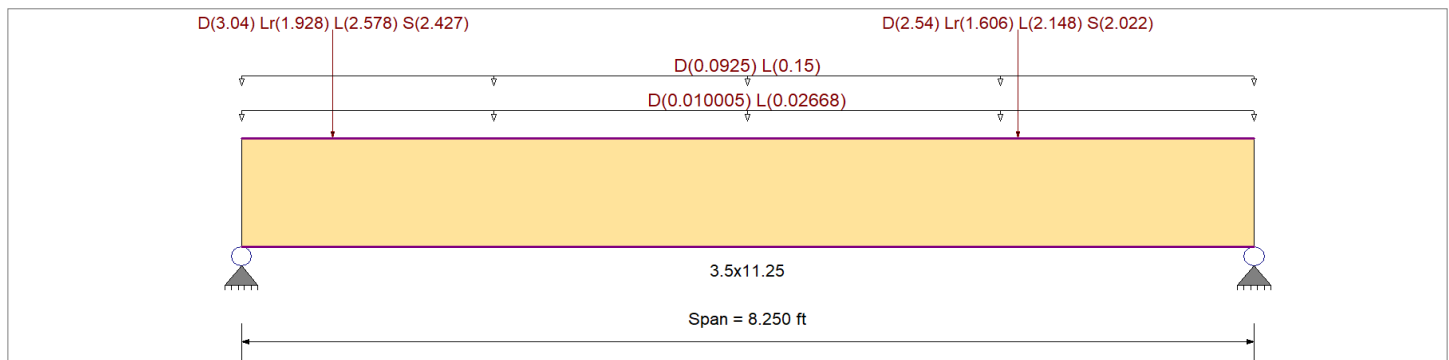 D(3.04) Lr(1.928) L(2.578) S(2.427)
D(2.54) Lr(1.606) L(2.148) S(2.022)
D(0.0925) L(0.15)
D(0.010005) L(0.02668)
3.5x11.25
Span = 8.250 ft